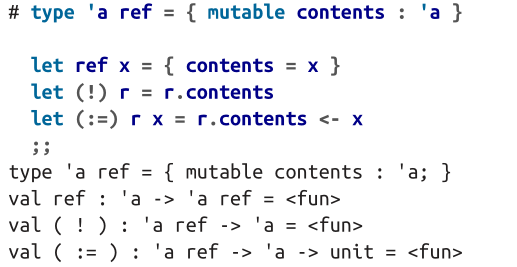 # type 'a ref = { mutable contents : 'a }
let ref x = { contents = x }
let (!) r = r.contents
let (:=) r x = r.contents <- x
;;
type 'a ref = { mutable contents : 'a; }
val ref : 'a -> 'a ref = <fun>
val ( ! ) : 'a ref -> 'a = <fun>
val ( := ) : 'a ref -> 'a -> unit = <fun>